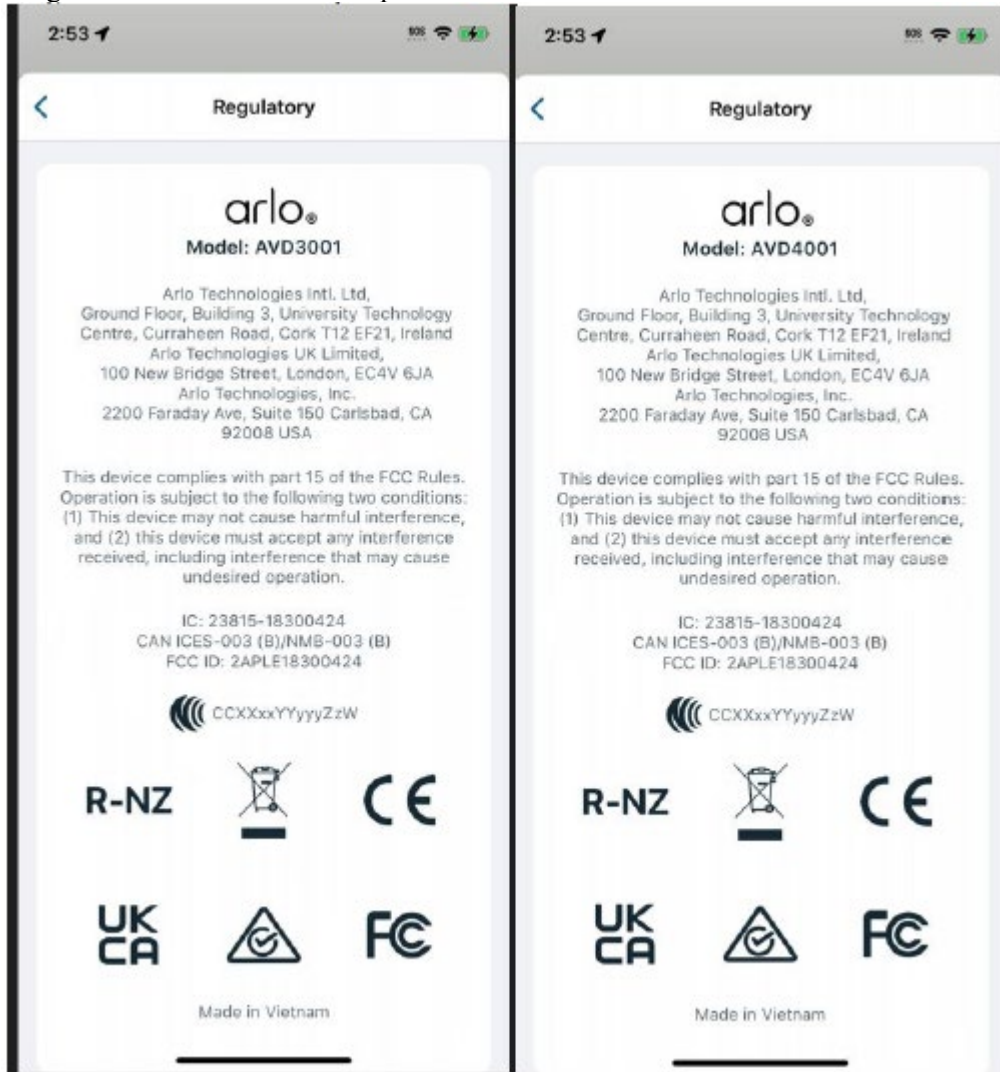 2:53
SOS
Regulatory
arlo®
Model: AVD3001
Arlo Technologies Intl. Ltd,
Ground Floor, Building 3, University Technology
Centre, Curraheen Road, Cork T12 EF21, Ireland
Arlo Technologies UK Limited,
100 New Bridge Street, London, EC4V 6JA
Arlo Technologies, Inc.
2200 Faraday Ave, Suite 150 Carlsbad, CA
92008 USA
This device complies with part 15 of the FCC Rules.
Operation is subject to the following two conditions:
(1) This device may not cause harmful interference,
and (2) this device must accept any interference
received, including interference that may cause
undesired operation.
IC: 23815-18300424
CAN ICES-003 (B)/NMB-003 (B)
FCC ID: 2APLE18300424
CCXXxxYYyyyZzW
R-NZ
CE
UK
CA
FC
Made in Vietnam
2:53
SOS
Regulatory
arlo®
Model: AVD4001
Arlo Technologies Intl. Ltd,
Ground Floor, Building 3, University Technology
Centre, Curraheen Road, Cork T12 EF21, Ireland
Arlo Technologies UK Limited,
100 New Bridge Street, London, EC4V 6JA
Arlo Technologies, Inc.
2200 Faraday Ave, Suite 150 Carlsbad, CA
92008 USA
This device complies with part 15 of the FCC Rules.
Operation is subject to the following two conditions:
(1) This device may not cause harmful interference,
and (2) this device must accept any interference
received, including interference that may cause
undesired operation.
IC: 23815-18300424
CAN ICES-003 (B)/NMB-003 (B)
FCC ID: 2APLE18300424
CCXXxxYYyyyZzW
R-NZ
CE
UK
CA
FC
Made in Vietnam